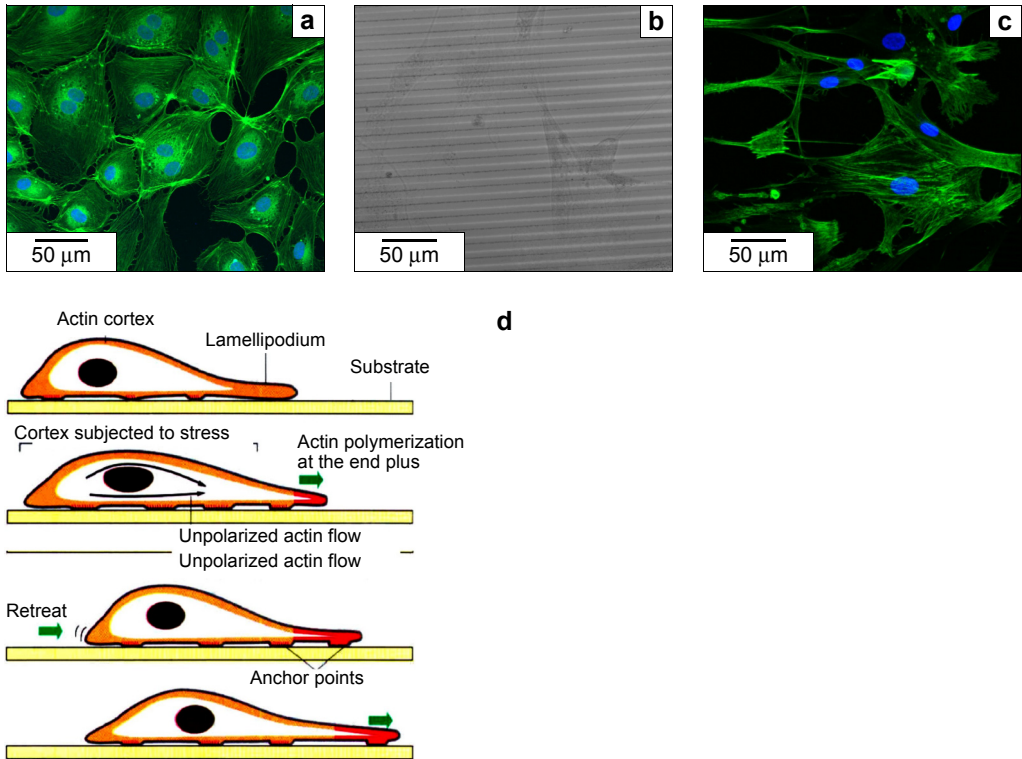 a
b
c
50 μm
50 μm
50 μm
d
Actin cortex
Lamellipodium
Substrate
Cortex subjected to stress
Actin polymerization
at the end plus
Unpolarized actin flow
Unpolarized actin flow
Retreat
Anchor points